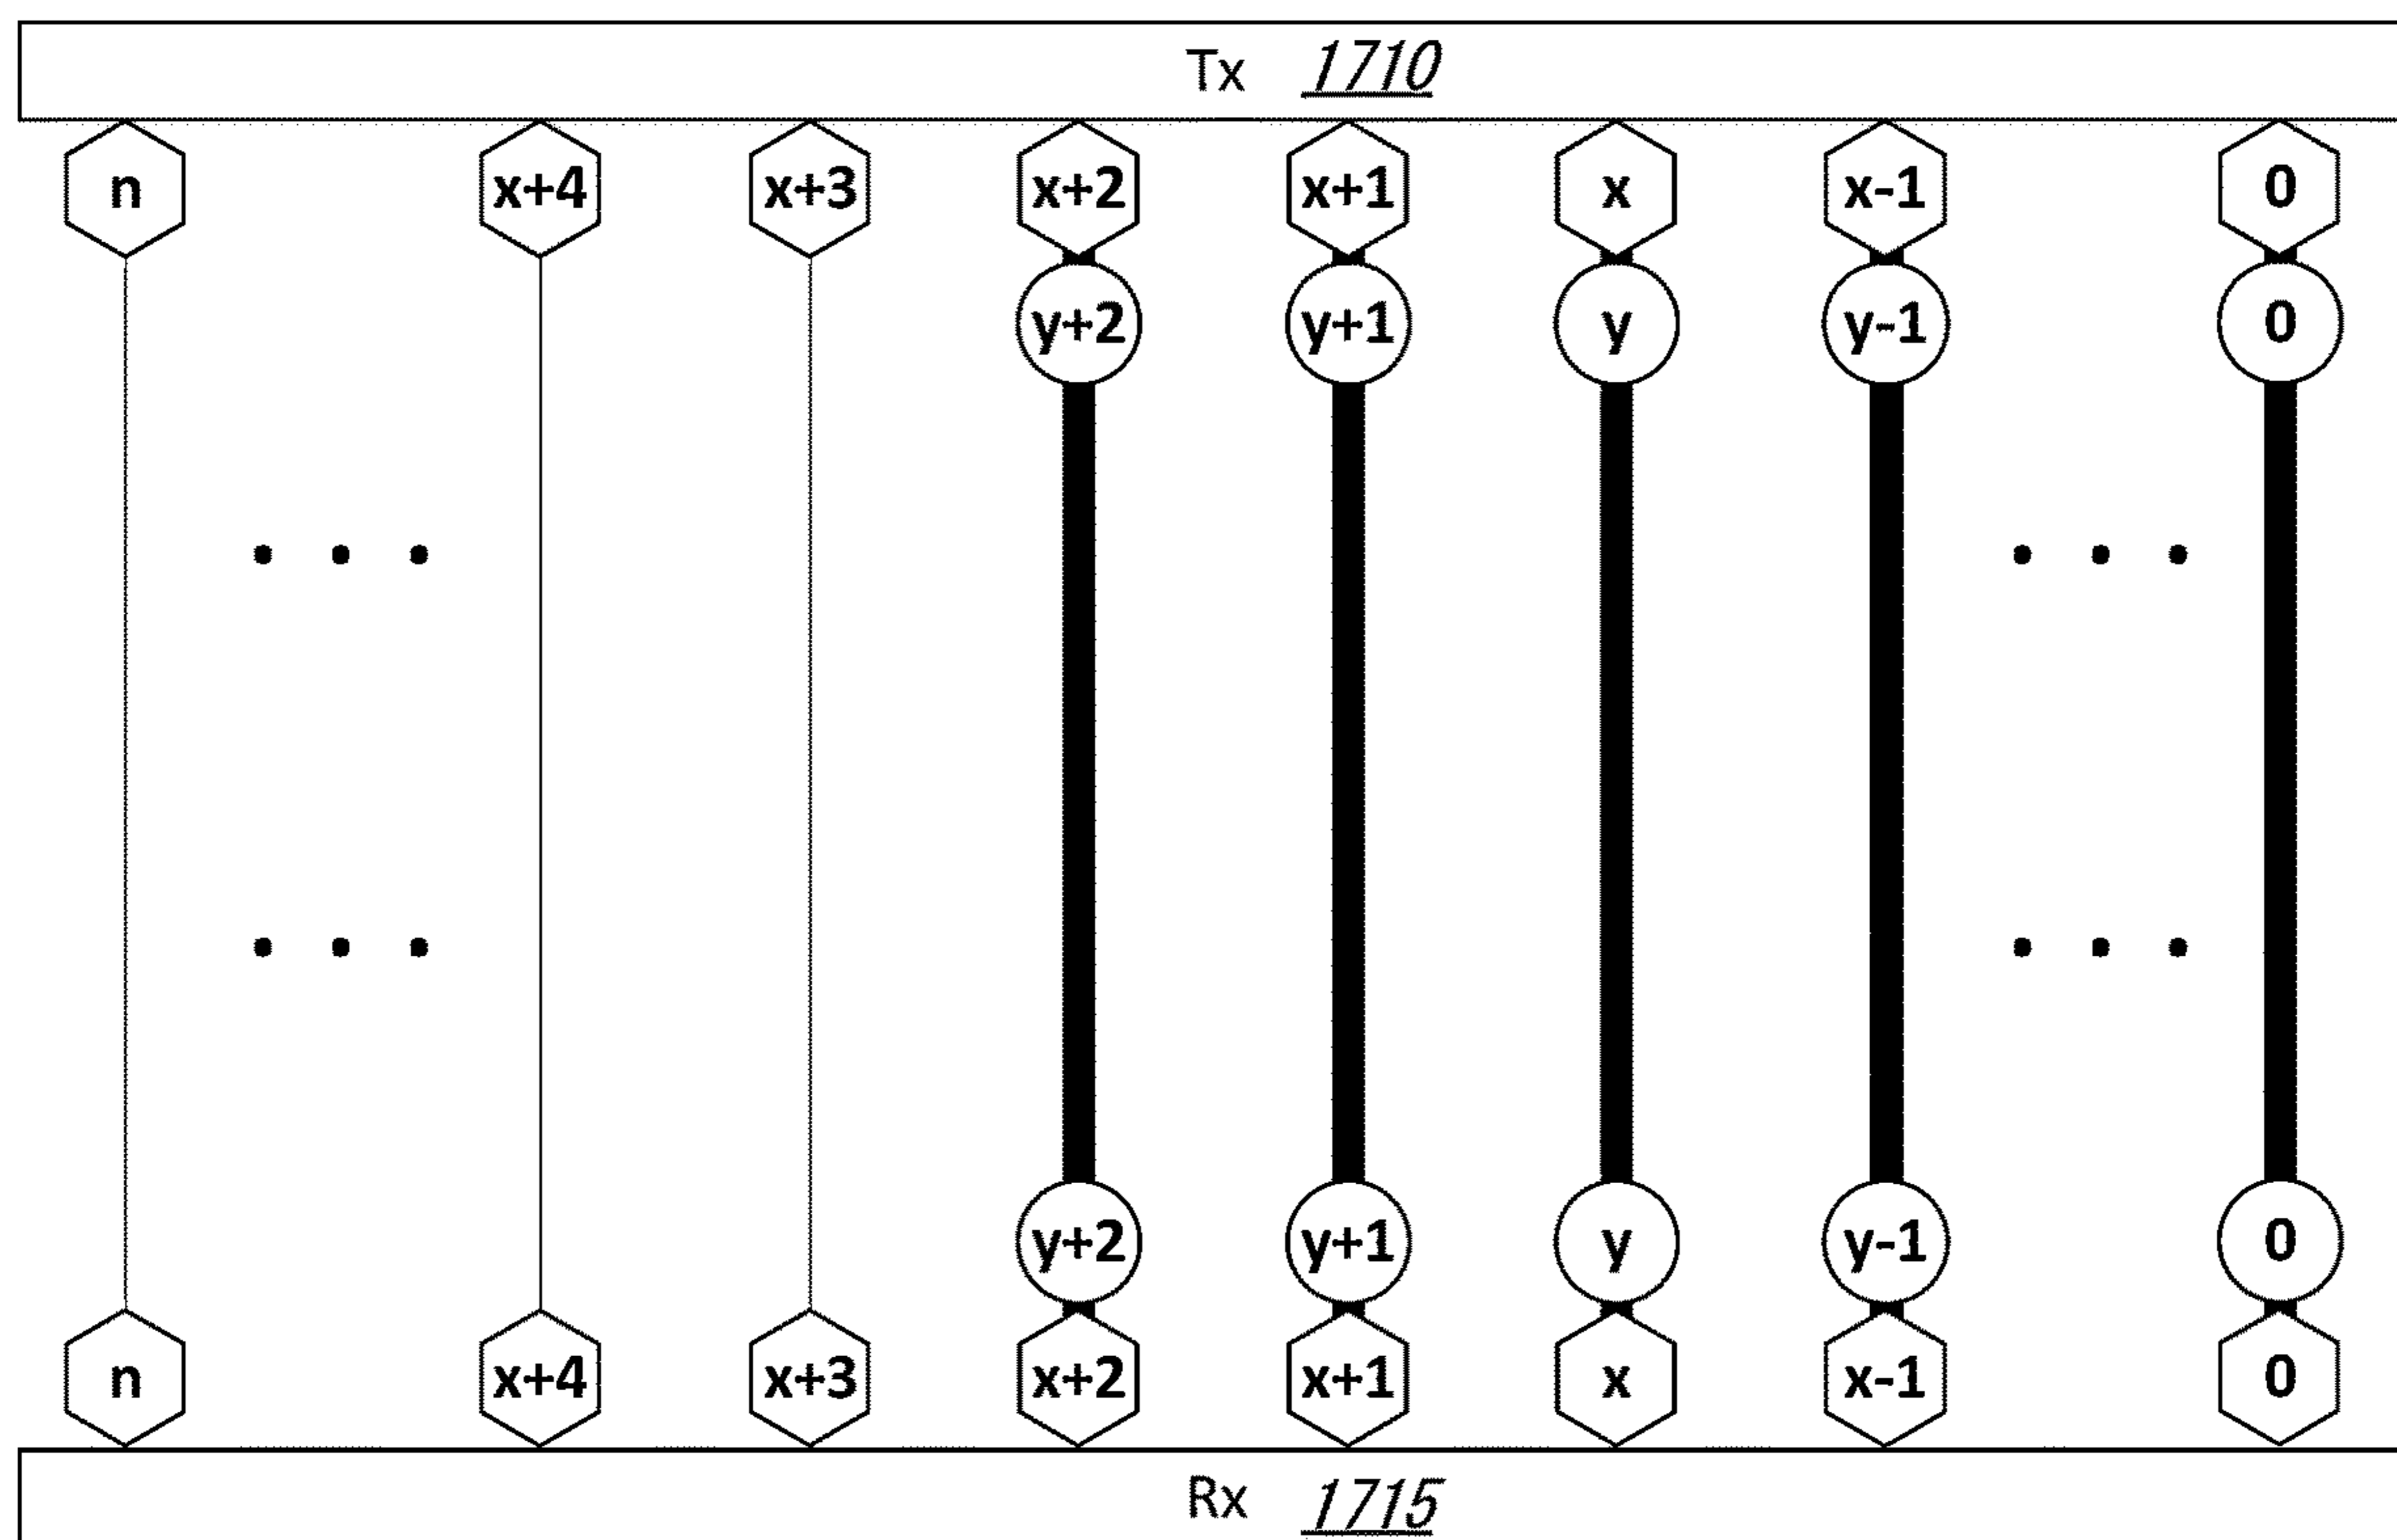 Tx 1710
n x+4 x+3 x+2 x+1 x x-1 0
y+2 y+1 y y-1 0
y+2 y+1 y y-1 0
n x+4 x+3 x+2 x+1 x x-1 0
Rx 1715